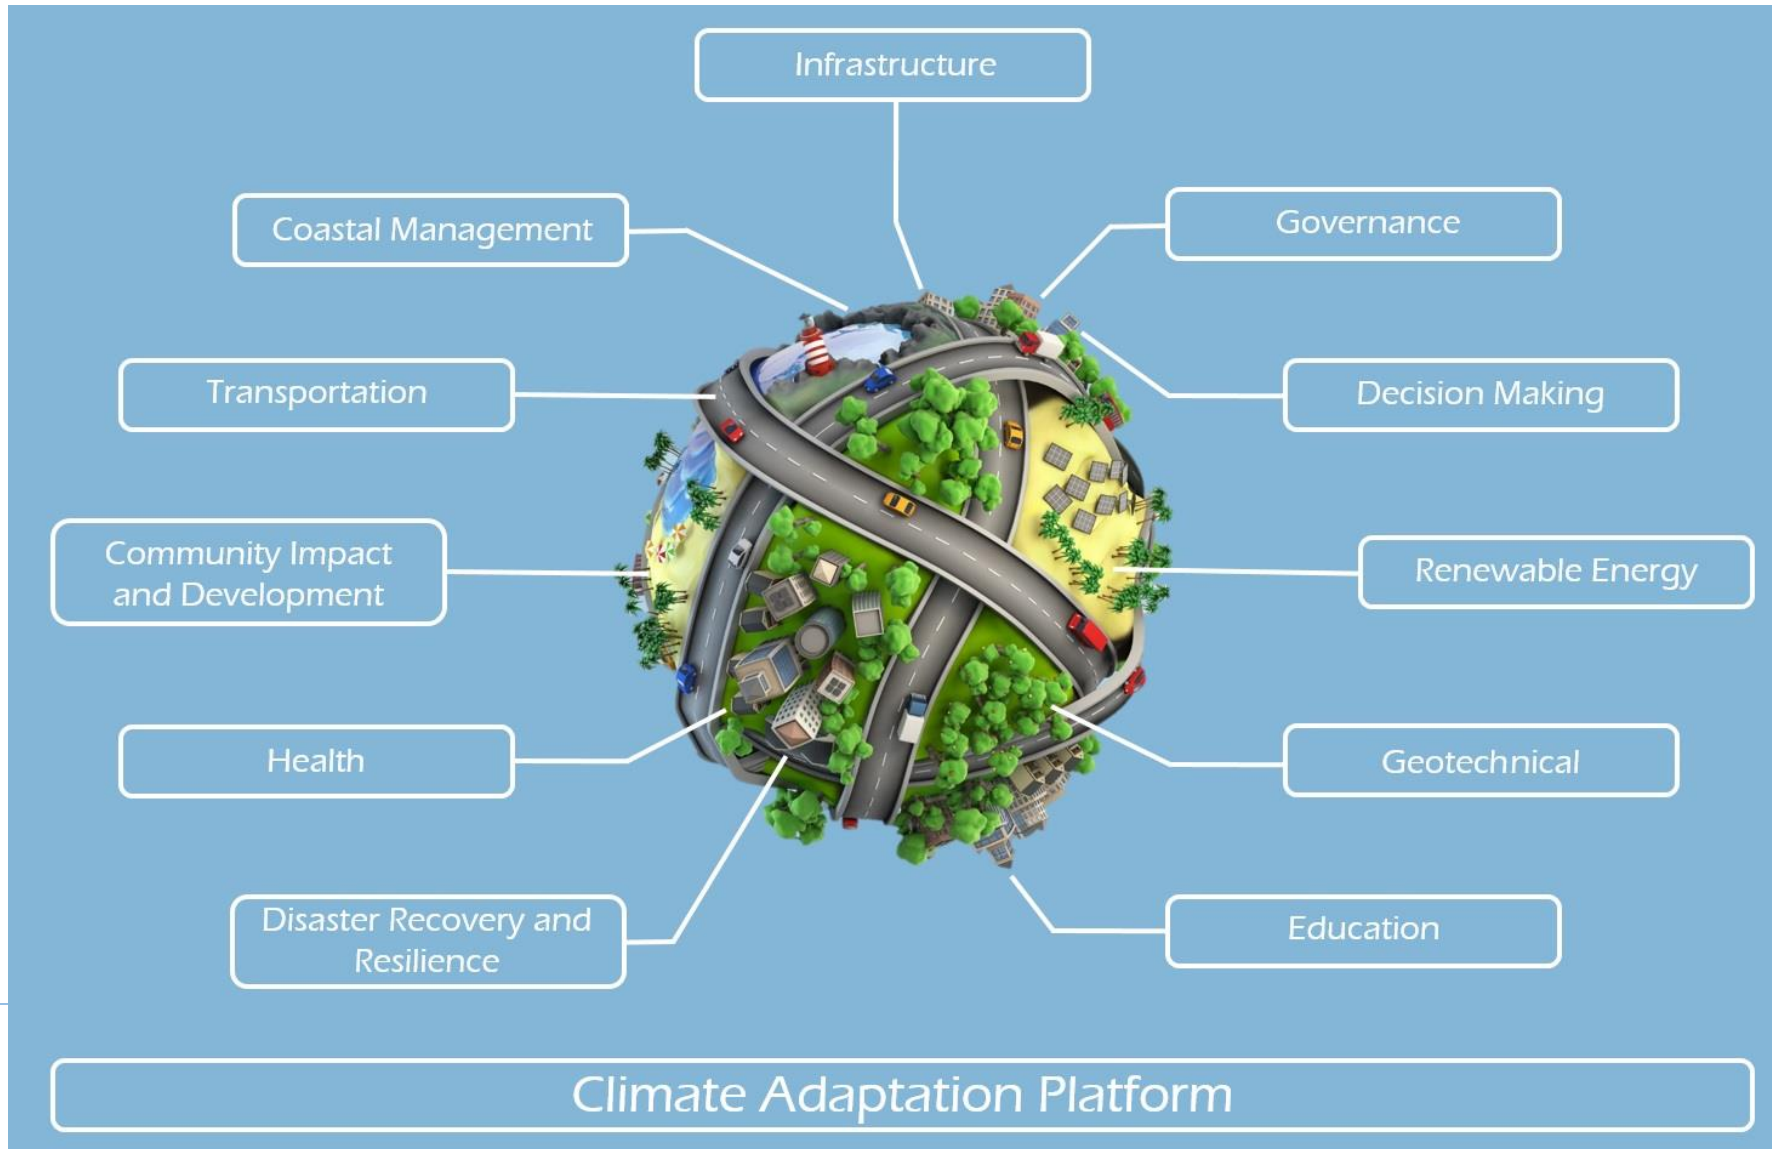 Infrastructure
Coastal Management
Governance
Transportation
Decision Making
Community Impact
and Development
Renewable Energy
Health
Geotechnical
Disaster Recovery and
Resilience
Education
Climate Adaptation Platform